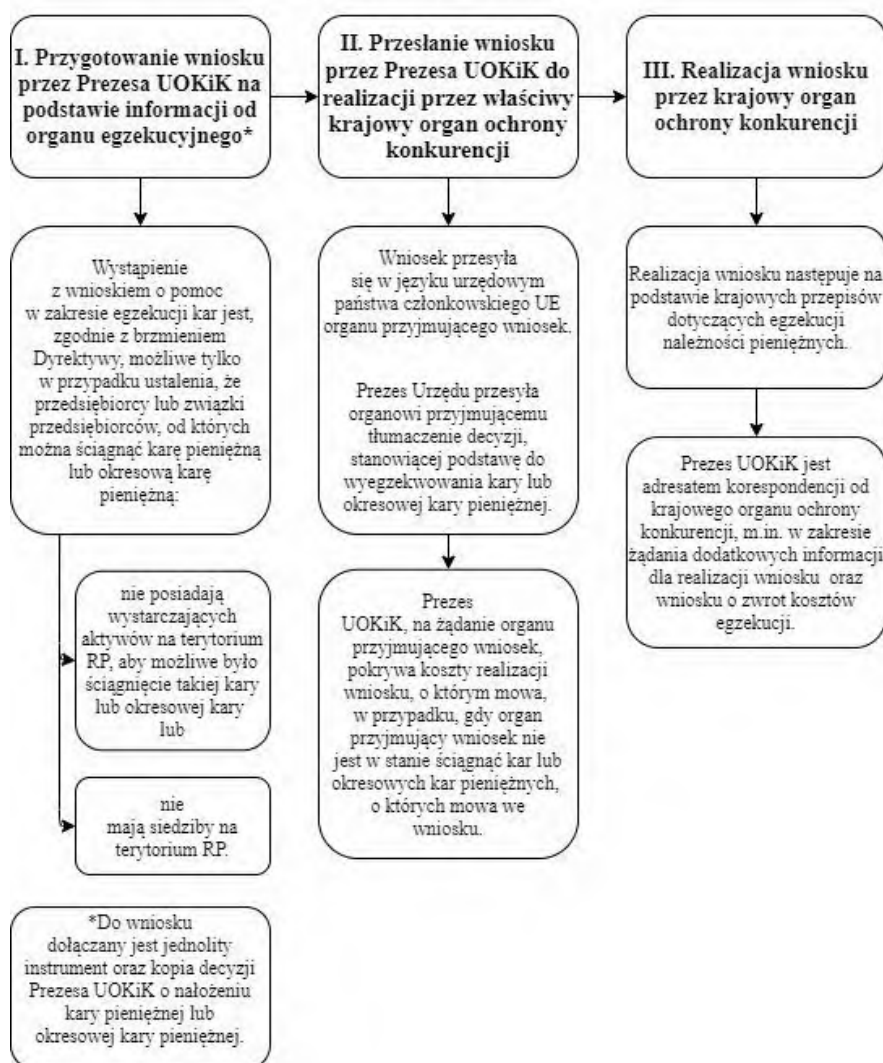 I. Przygotowanie wniosku
przez Prezesa UOKiK na
podstawie informacji od
organu egzekucyjnego*
II. Przesłanie wniosku
przez Prezesa UOKiK do
realizacji przez właściwy
krajowy organ ochrony
konkurencji
III. Realizacja wniosku
przez krajowy organ
ochrony konkurencji
Wystąpienie
z wnioskiem o pomoc
w zakresie egzekucji kar jest,
zgodnie z brzmieniem
Dyrektywy, możliwe tylko
w przypadku ustalenia, że
przedsiębiorcy lub związki
przedsiębiorców, od których
można ściągnąć karę pieniężną
lub okresową karę
pieniężną:
nie posiadają
wystarczających
aktywów na terytorium
RP, aby możliwe było
ściągnięcie takiej kary
lub okresowej kary lub
nie
mają siedziby na
terytorium RP.
*Do wniosku
dołączany jest jednolity
instrument oraz kopia decyzji
Prezesa UOKiK o nałożeniu
kary pieniężnej lub
okresowej kary pieniężnej.
Wniosek przesyła
się w języku urzędowym
państwa członkowskiego UE
organu przyjmującego wniosek.
Prezes Urzędu przesyła
organowi przyjmującemu
tłumaczenie decyzji,
stanowiącej podstawę do
wyegzekwowania kary lub
okresowej kary pieniężnej.
Prezes
UOKiK, na żądanie organu
przyjmującego wniosek,
pokrywa koszty realizacji
wniosku, o którym mowa,
w przypadku, gdy organ
przyjmujący wniosek nie
jest w stanie ściągnąć kar lub
okresowych kar pieniężnych,
o których mowa we
wniosku.
Realizacja wniosku następuje na
podstawie krajowych przepisów
dotyczących egzekucji
należności pieniężnych.
Prezes UOKiK jest
adresatem korespondencji od
krajowego organu ochrony
konkurencji, m.in. w zakresie
żądania dodatkowych informacji
dla realizacji wniosku oraz
wniosku o zwrot kosztów
egzekucji.